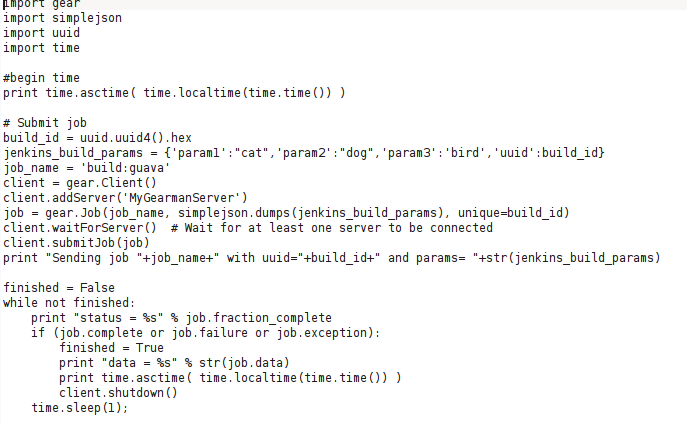 import gear
import simplejson
import uuid
import time
#begin time
print time.asctime( time.localtime(time.time()) )
# Submit job
build_id = uuid.uuid4().hex
jenkins_build_params = {'param1':"cat",'param2':"dog",'param3':'bird','uuid':build_id}
job_name = 'build:guava'
client = gear.Client()
client.addServer('MyGearmanServer')
job = gear.Job(job_name, simplejson.dumps(jenkins_build_params), unique=build_id)
client.waitForServer()  # Wait for at least one server to be connected
client.submitJob(job)
print "Sending job "+job_name+" with uuid="+build_id+" and params= "+str(jenkins_build_params)
finished = False
while not finished:
    print "status = %s" % job.fraction_complete
    if (job.complete or job.failure or job.exception):
        finished = True
        print "data = %s" % str(job.data)
        print time.asctime( time.localtime(time.time()) )
        client.shutdown()
    time.sleep(1);